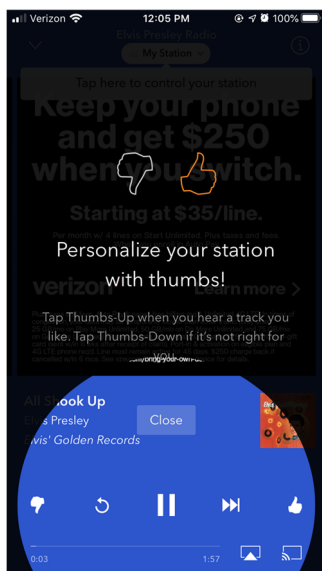 Verizon 12:05 PM 100%
Elvis Presley Radio
My Station
Tap here to control your station
Keep your phone
and get $250
when you switch.
Starting at $35/line.
Personalize your station
with thumbs!
verizon Learn more >
Tap Thumbs-Up when you hear a track you
like. Tap Thumbs-Down if it's not right for
you.
All Shook Up
Elvis Presley
Elvis' Golden Records
Close
0:03 1:57